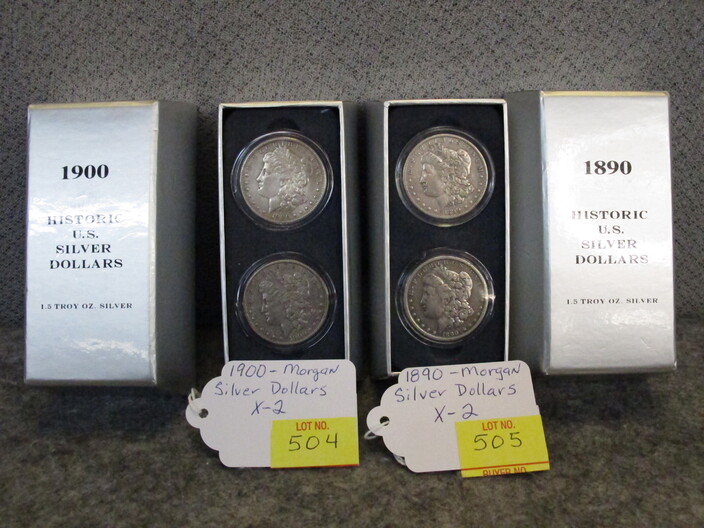 1900
HISTORIC
U.S.
SILVER
DOLLARS
1.5 TROY OZ. SILVER
1890
HISTORIC
U.S.
SILVER
DOLLARS
1.5 TROY OZ. SILVER
1900 - Morgan
Silver Dollars
X-2
LOT NO.
504
1890 - Morgan
Silver Dollars
X-2
LOT NO.
505
BUYER NO.